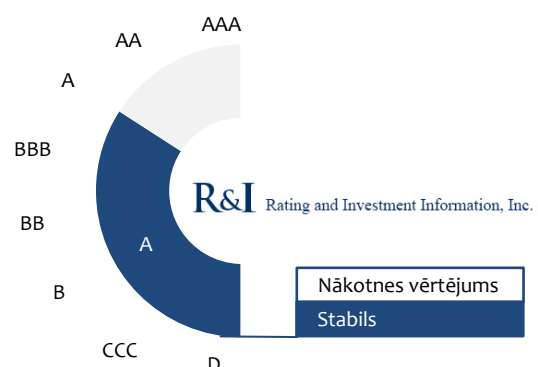 AAA
AA
A
BBB
BB
B
CCC
D
A
R&I Rating and Investment Information, Inc.
Nākotnes vērtējums
Stabils